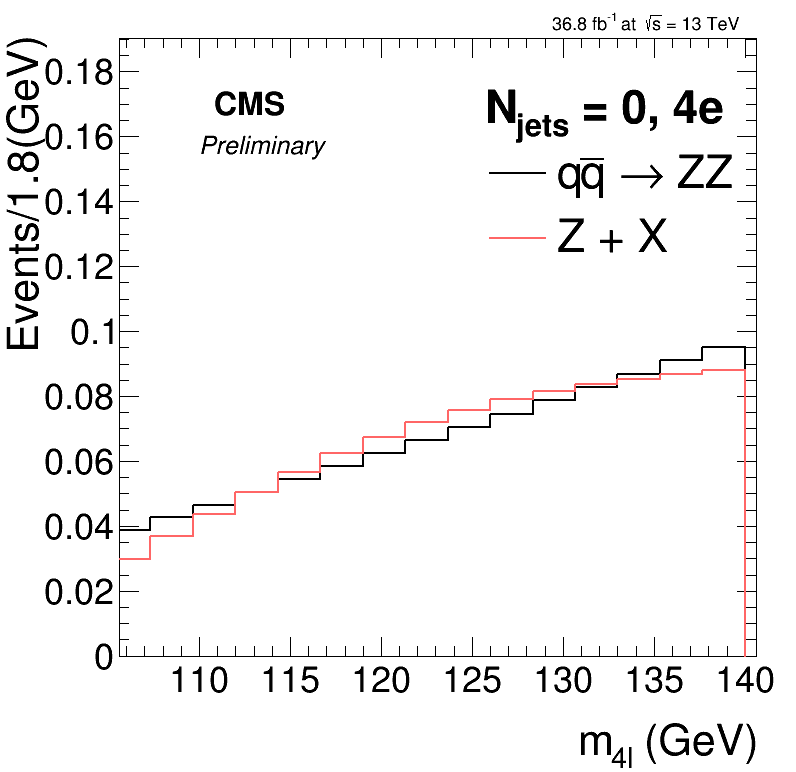 36.8 fb⁻¹ at √s = 13 TeV
Events/1.8(GeV)
0.18
0.16
0.14
0.12
0.1
0.08
0.06
0.04
0.02
0
CMS
Preliminary
N_jets = 0, 4e
qq̅ → ZZ
Z + X
110 115 120 125 130 135 140
m_4l (GeV)